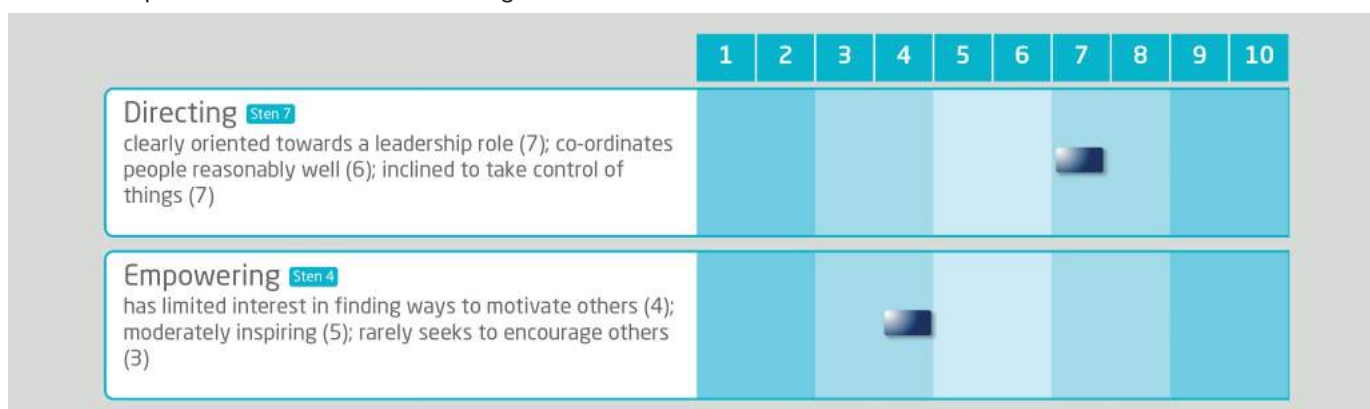 1 2 3 4 5 6 7 8 9 10
Directing Sten 7
clearly oriented towards a leadership role (7); co-ordinates
people reasonably well (6); inclined to take control of
things (7)
Empowering Sten 4
has limited interest in finding ways to motivate others (4);
moderately inspiring (5); rarely seeks to encourage others
(3)